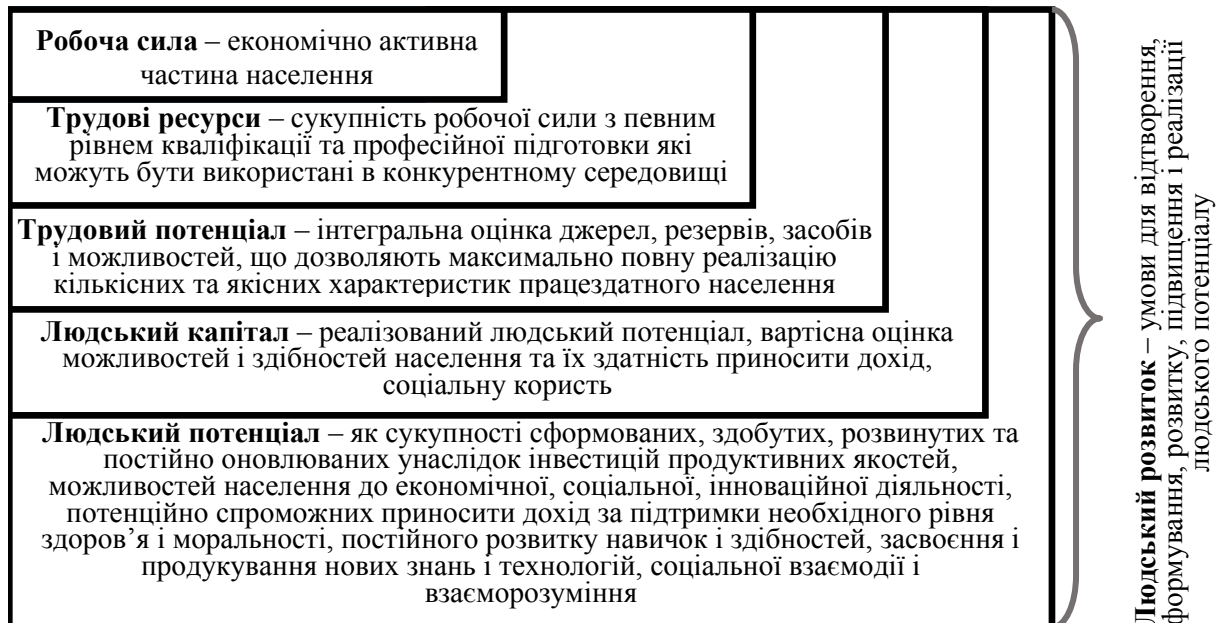 Робоча сила – економічно активна
частина населення
Трудові ресурси – сукупність робочої сили з певним
рівнем кваліфікації та професійної підготовки які
можуть бути використані в конкурентному середовищі
Трудовий потенціал – інтегральна оцінка джерел, резервів, засобів
і можливостей, що дозволяють максимально повну реалізацію
кількісних та якісних характеристик працездатного населення
Людський капітал – реалізований людський потенціал, вартісна оцінка
можливостей і здібностей населення та їх здатність приносити дохід,
соціальну користь
Людський потенціал – як сукупності сформованих, здобутих, розвинутих та
постійно оновлюваних унаслідок інвестицій продуктивних якостей,
можливостей населення до економічної, соціальної, інноваційної діяльності,
потенційно спроможних приносити дохід за підтримки необхідного рівня
здоров’я і моральності, постійного розвитку навичок і здібностей, засвоєння і
продукування нових знань і технологій, соціальної взаємодії і
взаєморозуміння
Людський розвиток – умови для відтворення,
формування, розвитку, підвищення і реалізації
людського потенціалу